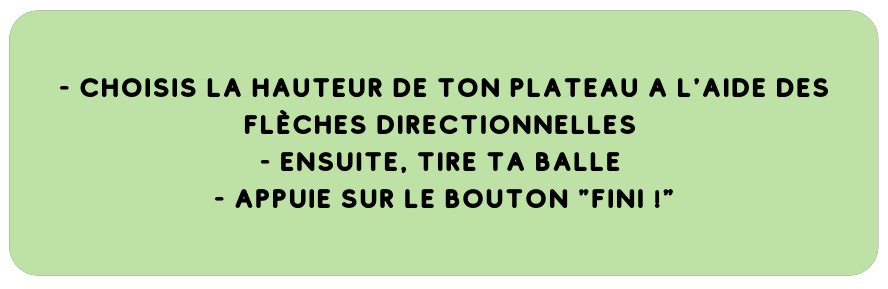 - CHOISIS LA HAUTEUR DE TON PLATEAU A L'AIDE DES
FLÈCHES DIRECTIONNELLES
- ENSUITE, TIRE TA BALLE
- APPUIE SUR LE BOUTON "FINI !"